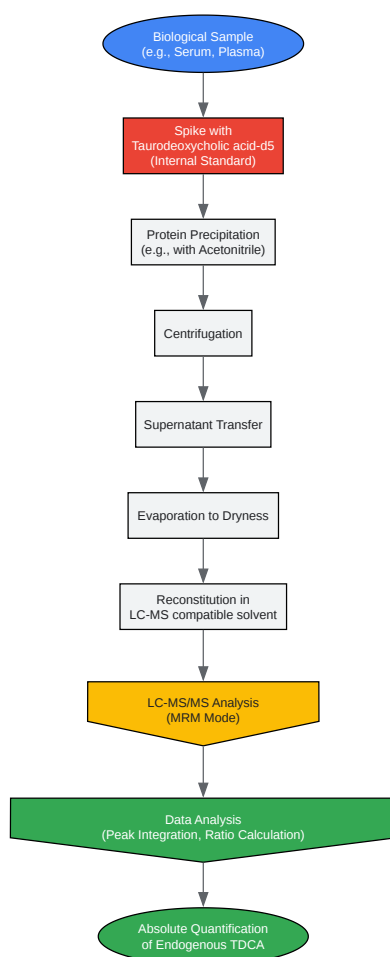 Biological Sample
(e.g., Serum, Plasma)
Spike with
Taurodeoxycholic acid-d5
(Internal Standard)
Protein Precipitation
(e.g., with Acetonitrile)
Centrifugation
Supernatant Transfer
Evaporation to Dryness
Reconstitution in
LC-MS compatible solvent
LC-MS/MS Analysis
(MRM Mode)
Data Analysis
(Peak Integration, Ratio Calculation)
Absolute Quantification
of Endogenous TDCA